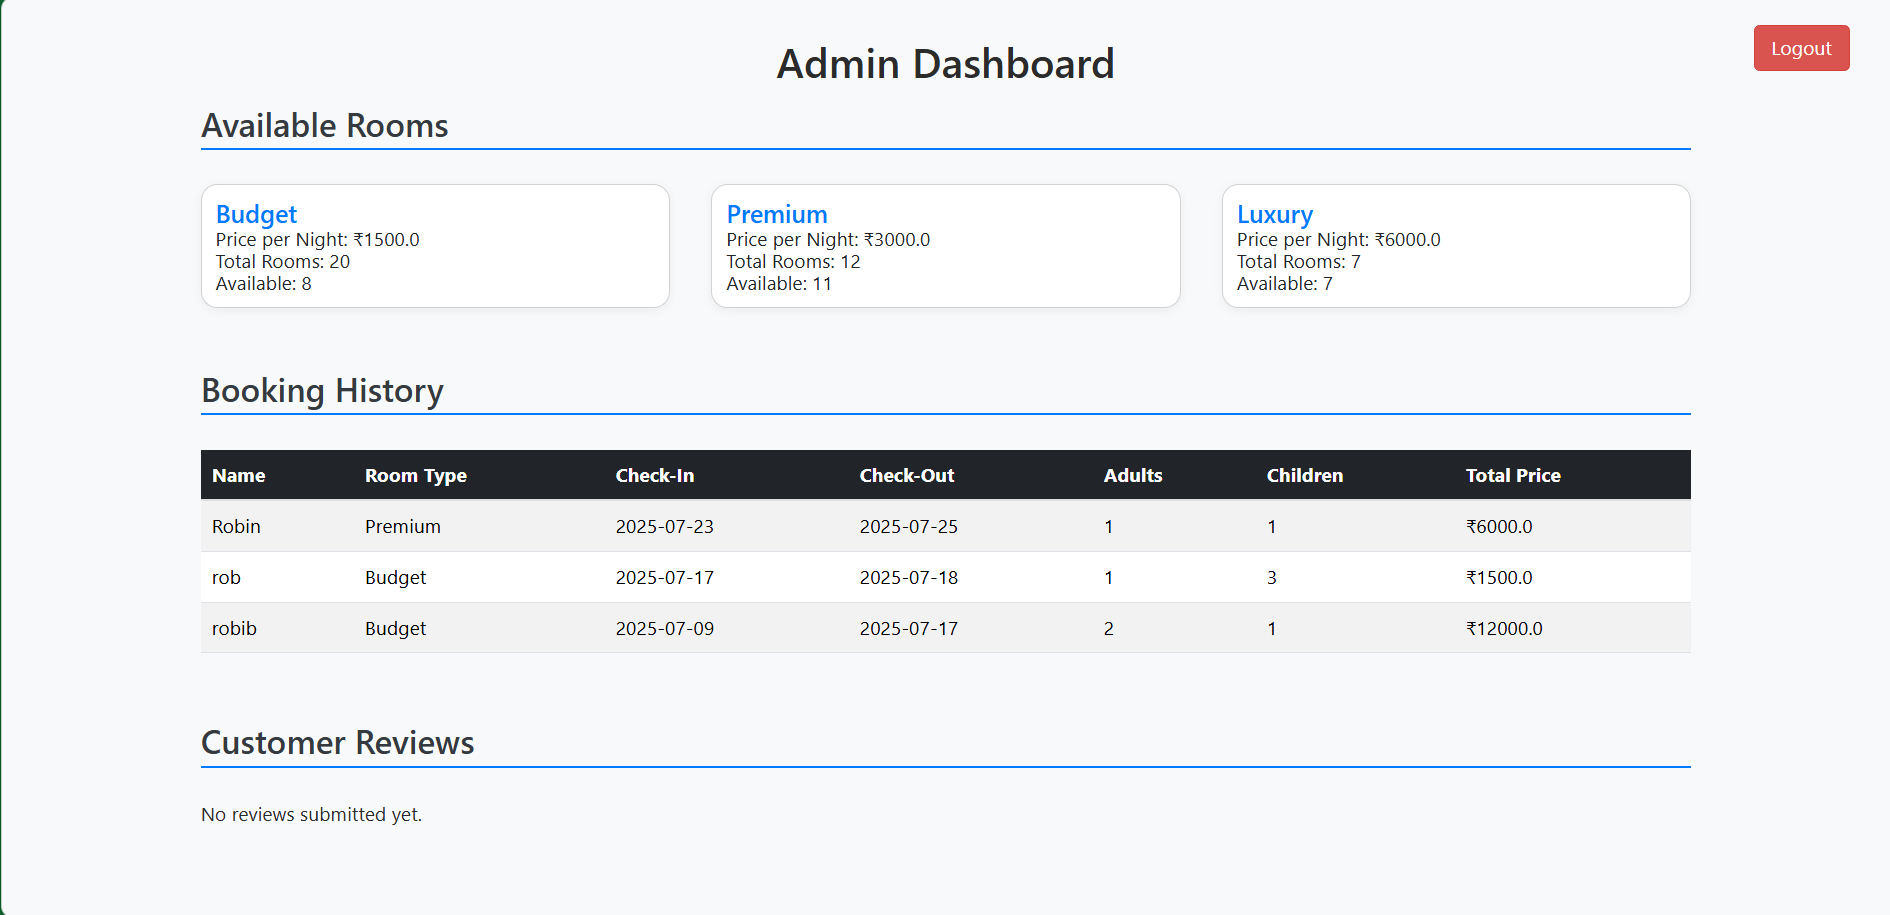 Logout
Admin Dashboard
Available Rooms
Budget
Price per Night: ₹1500.0
Total Rooms: 20
Available: 8
Premium
Price per Night: ₹3000.0
Total Rooms: 12
Available: 11
Luxury
Price per Night: ₹6000.0
Total Rooms: 7
Available: 7
Booking History
Name Room Type Check-In Check-Out Adults Children Total Price
Robin Premium 2025-07-23 2025-07-25 1 1 ₹6000.0
rob Budget 2025-07-17 2025-07-18 1 3 ₹1500.0
robib Budget 2025-07-09 2025-07-17 2 1 ₹12000.0
Customer Reviews
No reviews submitted yet.